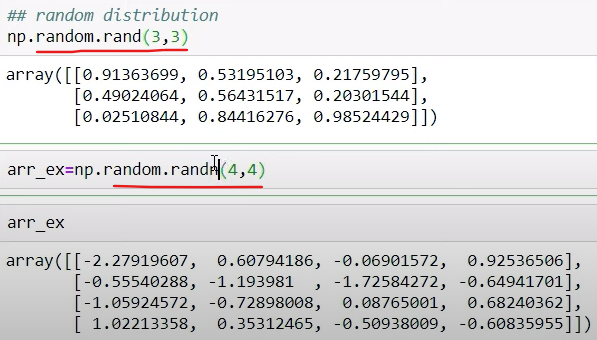 ## random distribution
np.random.rand(3,3)
array([[0.91363699, 0.53195103, 0.21759795],
[0.49024064, 0.56431517, 0.20301544],
[0.02510844, 0.84416276, 0.98524429]])
arr_ex=np.random.randn(4,4)
arr_ex
array([[-2.27919607, 0.60794186, -0.06901572, 0.92536506],
[-0.55540288, -1.193981 , -1.72584272, -0.64941701],
[-1.05924572, -0.72898008, 0.08765001, 0.68240362],
[ 1.02213358, 0.35312465, -0.50938009, -0.60835955]])